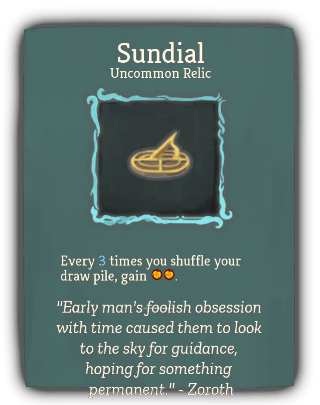 Sundial
Uncommon Relic
Every 3 times you shuffle your
draw pile, gain .
"Early man's foolish obsession
with time caused them to look
to the sky for guidance,
hoping for something
permanent." - Zoroth